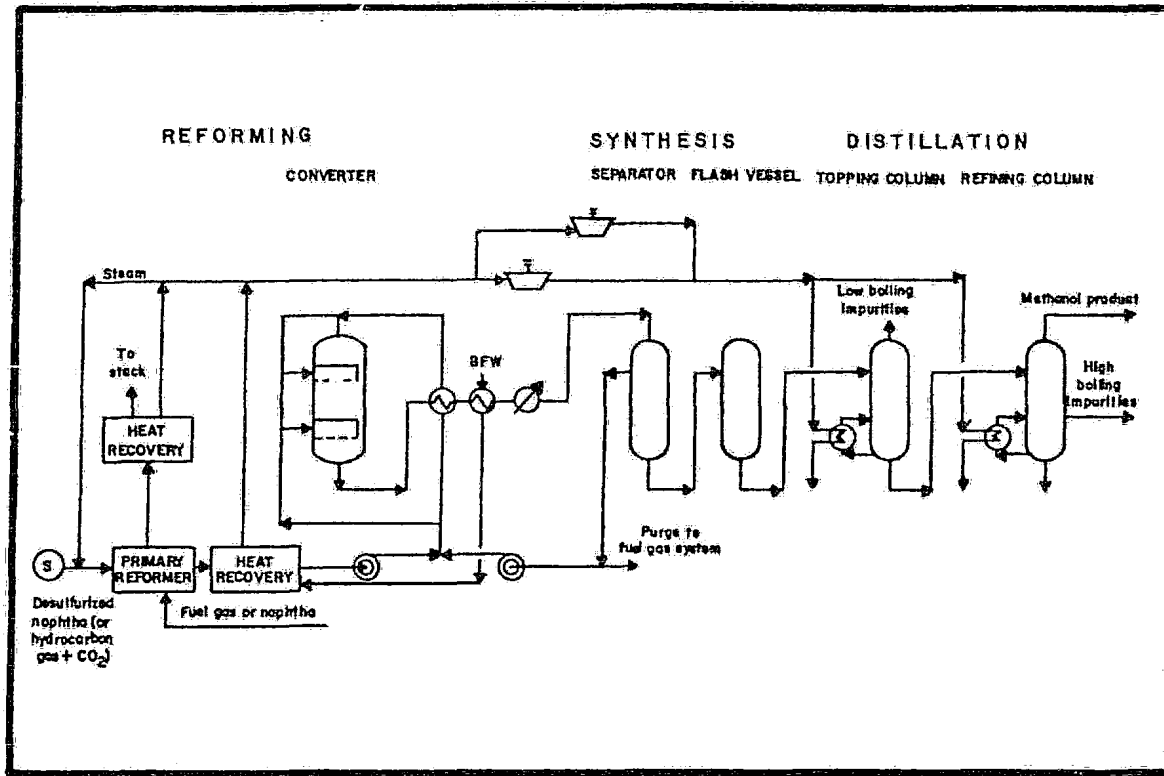 REFORMING
SYNTHESIS
DISTILLATION
CONVERTER
SEPARATOR
FLASH VESSEL
TOPPING COLUMN
REFINING COLUMN
Steam
Low boiling
impurities
Methanol product
To
stack
BFW
High
boiling
impurities
HEAT
RECOVERY
Purge to
fuel gas system
S
PRIMARY
REFORMER
HEAT
RECOVERY
Desulfurized
naphtha (or
hydrocarbon
gas + CO2)
Fuel gas or naphtha